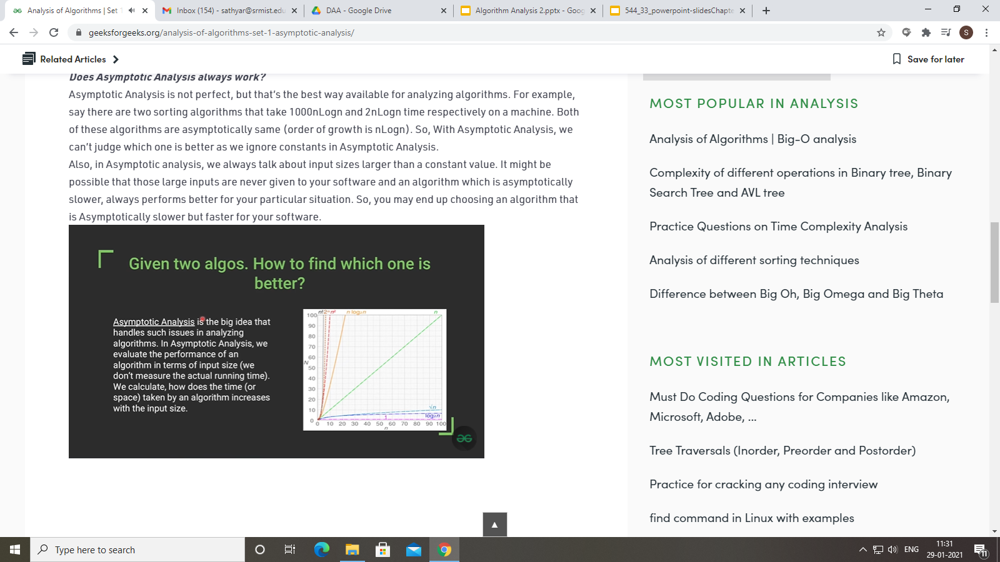 Analysis of Algorithms | Set 1
Inbox (154) - sathyar@srmist.edu
DAA - Google Drive
Algorithm Analysis 2.pptx - Goog
544_33_powerpoint-slidesChapte
geeksforgeeks.org/analysis-of-algorithms-set-1-asymptotic-analysis/
S
Related Articles
Save for later
Does Asymptotic Analysis always work?
Asymptotic Analysis is not perfect, but that's the best way available for analyzing algorithms. For example,
say there are two sorting algorithms that take 1000nLogn and 2nLogn time respectively on a machine. Both
of these algorithms are asymptotically same (order of growth is nLogn). So, With Asymptotic Analysis, we
can't judge which one is better as we ignore constants in Asymptotic Analysis.
Also, in Asymptotic analysis, we always talk about input sizes larger than a constant value. It might be
possible that those large inputs are never given to your software and an algorithm which is asymptotically
slower, always performs better for your particular situation. So, you may end up choosing an algorithm that
is Asymptotically slower but faster for your software.
Given two algos. How to find which one is
better?
Asymptotic Analysis is the big idea that
handles such issues in analyzing
algorithms. In Asymptotic Analysis, we
evaluate the performance of an
algorithm in terms of input size (we
don't measure the actual running time).
We calculate, how does the time (or
space) taken by an algorithm increases
with the input size.
n! 2ⁿ n² n log₂n n
100
90
80
70
60
N
50
40
30
20
10
0
√n
log₂n
1
0 10 20 30 40 50 60 70 80 90 100
n
MOST POPULAR IN ANALYSIS
Analysis of Algorithms | Big-O analysis
Complexity of different operations in Binary tree, Binary
Search Tree and AVL tree
Practice Questions on Time Complexity Analysis
Analysis of different sorting techniques
Difference between Big Oh, Big Omega and Big Theta
MOST VISITED IN ARTICLES
Must Do Coding Questions for Companies like Amazon,
Microsoft, Adobe, ...
Tree Traversals (Inorder, Preorder and Postorder)
Practice for cracking any coding interview
find command in Linux with examples
Type here to search
ENG
11:31
29-01-2021
11